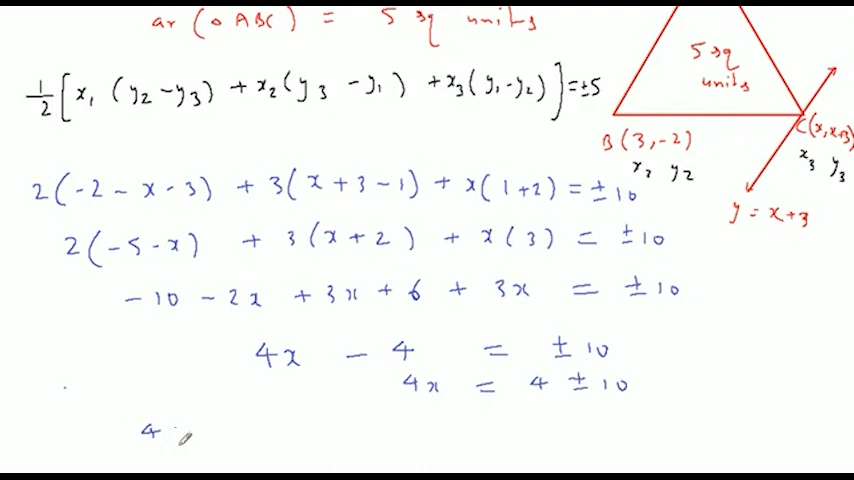 ar (△ ABC) = 5 sq units
5 sq
units
1/2 [x₁ (y₂ - y₃) + x₂ (y₃ - y₁) + x₃ (y₁ - y₂)] = ±5
B (3, -2)
x₂ y₂
C(x, x+3)
x₃ y₃
y = x+3
2(-2 - x - 3) + 3(x + 3 - 1) + x(1+2) = ±10
2(-5 - x) + 3(x + 2) + x(3) = ±10
-10 - 2x + 3x + 6 + 3x = ±10
4x - 4 = ±10
4x = 4 ±10
4